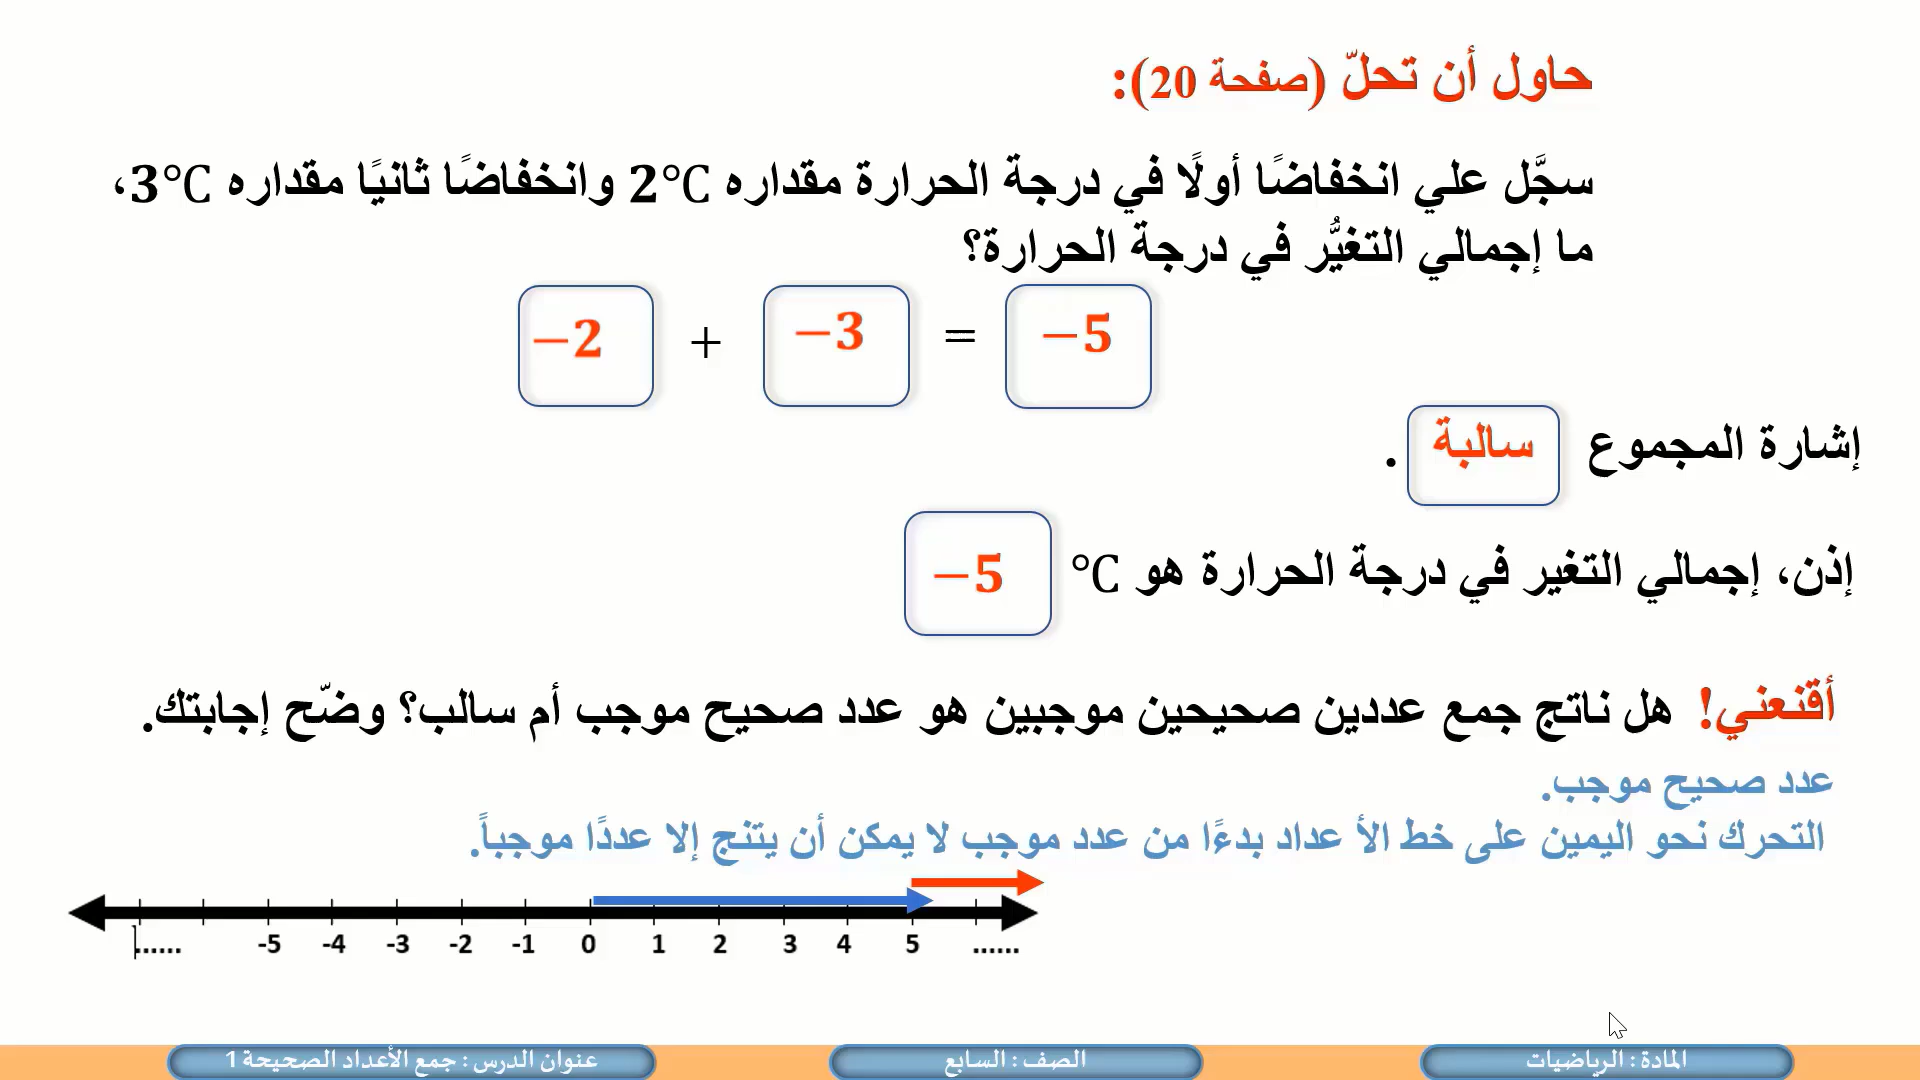 حاول أن تحلّ (صفحة 20):
سجَّل علي انخفاضًا أولًا في درجة الحرارة مقداره 2°C وانخفاضًا ثانيًا مقداره 3°C،
ما إجمالي التغيُّر في درجة الحرارة؟
−2 + −3 = −5
إشارة المجموع سالبة .
إذن، إجمالي التغير في درجة الحرارة هو °C −5
أقنعني! هل ناتج جمع عددين صحيحين موجبين هو عدد صحيح موجب أم سالب؟ وضّح إجابتك.
عدد صحيح موجب.
التحرك نحو اليمين على خط الأ عداد بدءًا من عدد موجب لا يمكن أن يتنج إلا عددًا موجباً.
...... -5 -4 -3 -2 -1 0 1 2 3 4 5 ......
المادة : الرياضيات
الصف : السابع
عنوان الدرس : جمع الأعداد الصحيحة 1